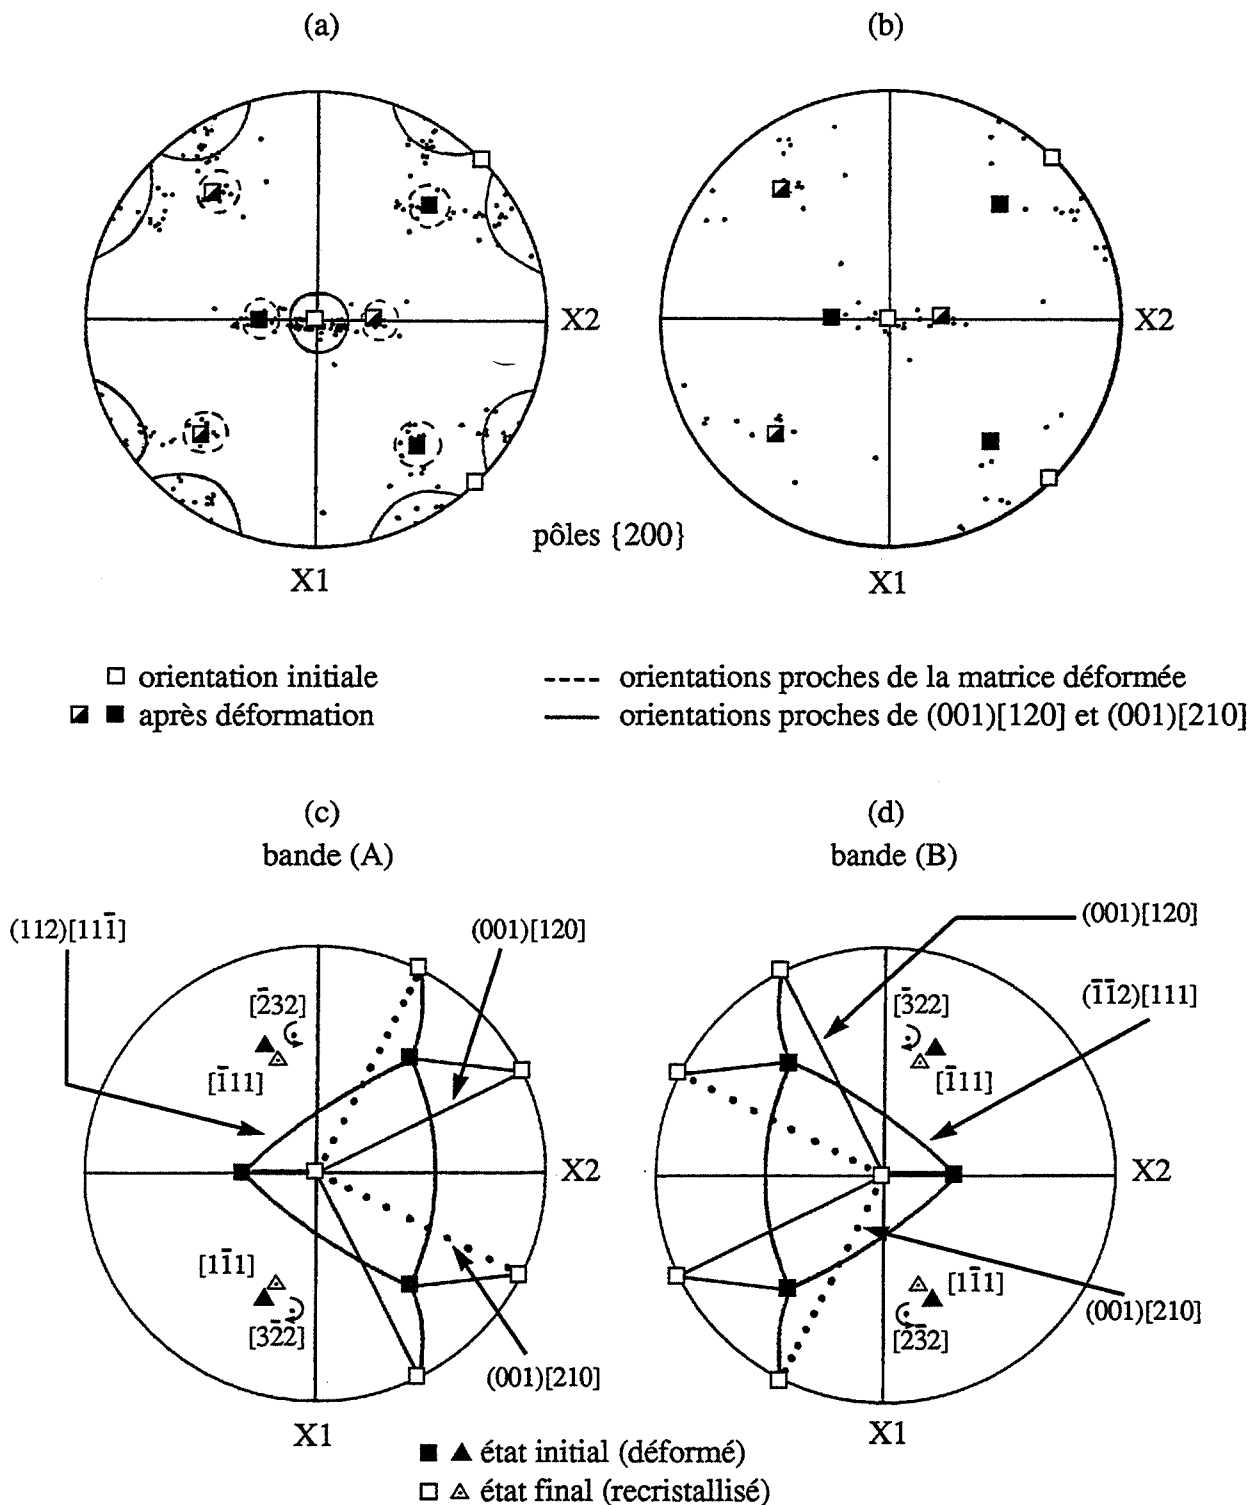 (a)
(b)
X2
X2
pôles {200}
X1
X1
orientation initiale
après déformation
orientations proches de la matrice déformée
orientations proches de (001)[120] et (001)[210]
(c)
bande (A)
(d)
bande (B)
(112)[111̅]
(001)[120]
(001)[120]
[2̅32]
[3̅22]
(1̅1̅2)[111]
[1̅11]
[1̅11]
X2
X2
[11̅1]
[11̅1]
[32̅2]
[23̅2]
(001)[210]
(001)[210]
X1
X1
état initial (déformé)
état final (recristallisé)